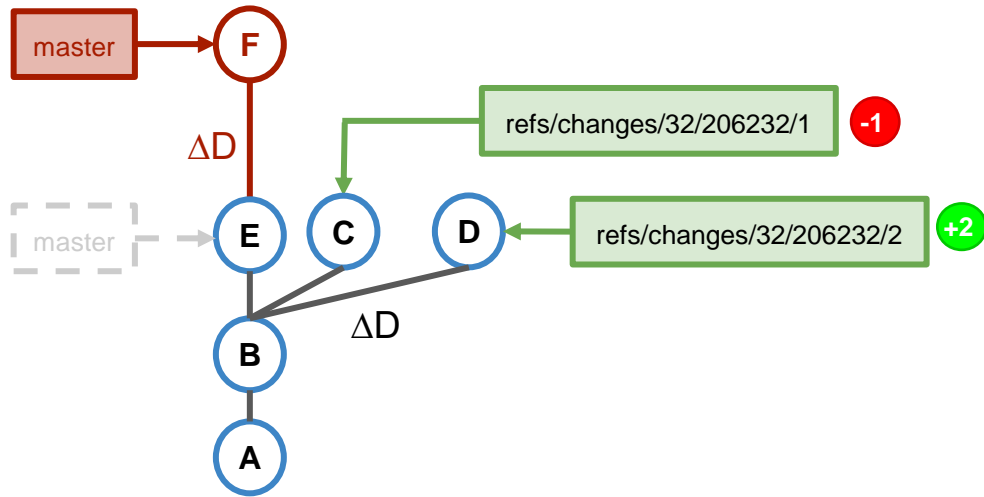 master
F
refs/changes/32/206232/1
-1
ΔD
master
E
C
D
refs/changes/32/206232/2
+2
ΔD
B
A